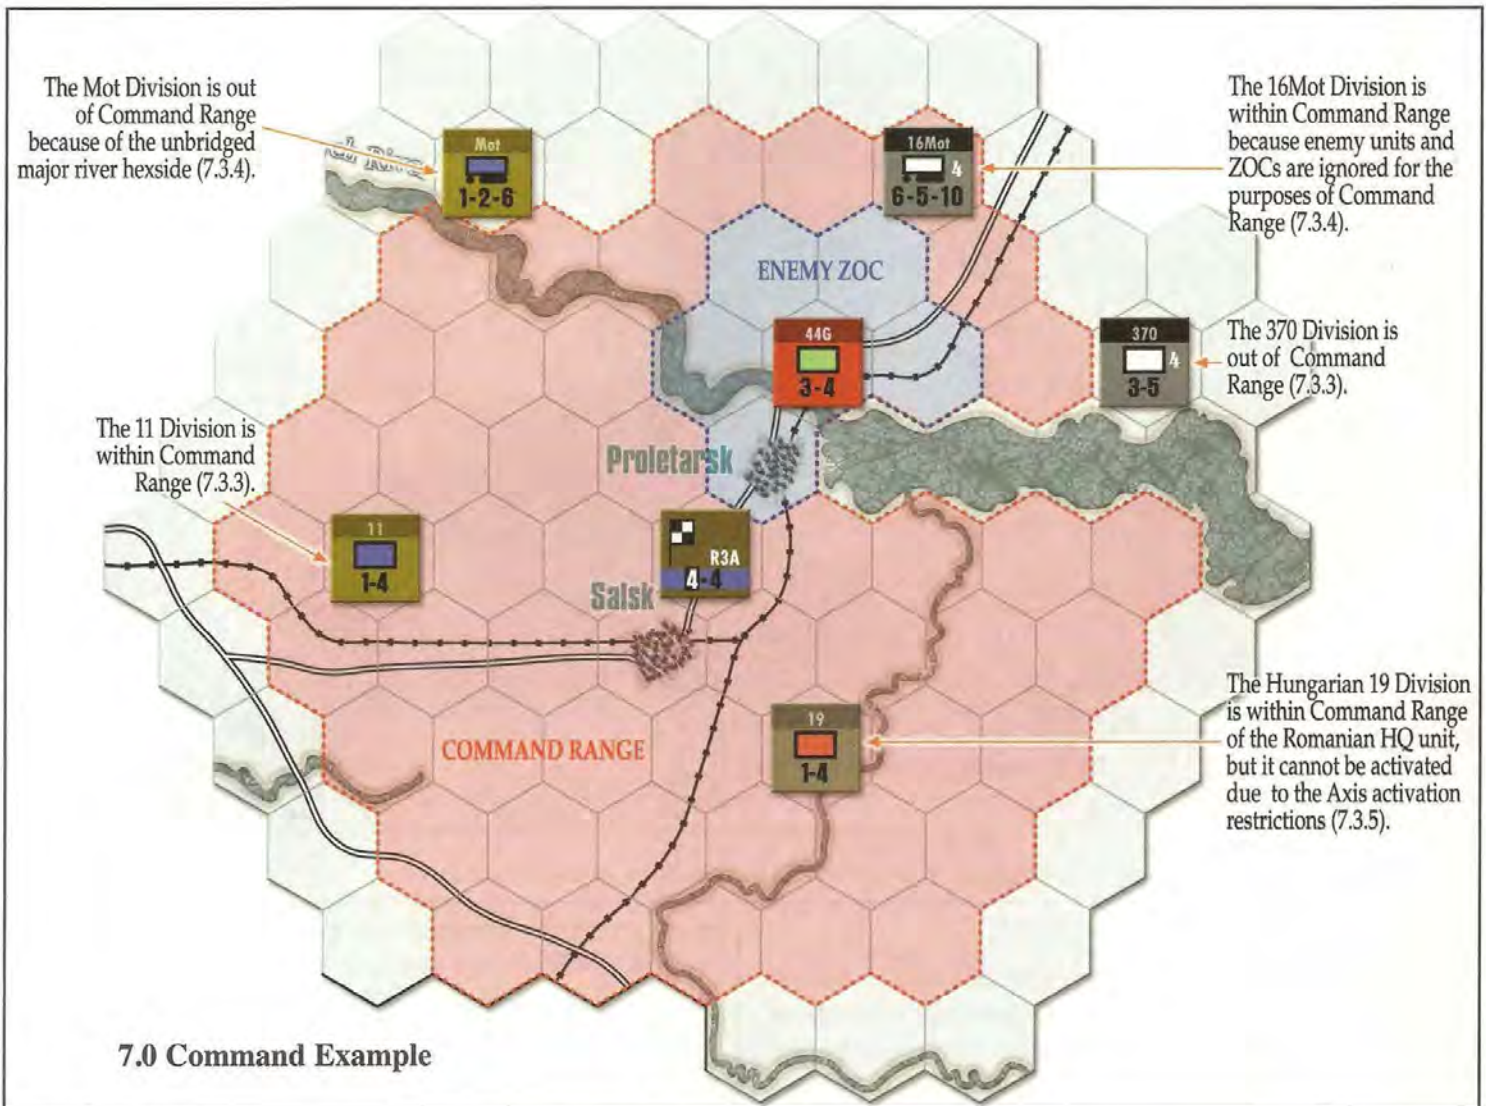 The Mot Division is out
of Command Range
because of the unbridged
major river hexside (7.3.4).
Mot
1-2-6
16Mot
4
6-5-10
The 16Mot Division is
within Command Range
because enemy units and
ZOCs are ignored for the
purposes of Command
Range (7.3.4).
ENEMY ZOC
44G
3-4
370
4
3-5
The 370 Division is
out of Command
Range (7.3.3).
The 11 Division is
within Command
Range (7.3.3).
Proletarsk
11
1-4
R3A
4-4
Salsk
19
1-4
COMMAND RANGE
The Hungarian 19 Division
is within Command Range
of the Romanian HQ unit,
but it cannot be activated
due to the Axis activation
restrictions (7.3.5).
7.0 Command Example